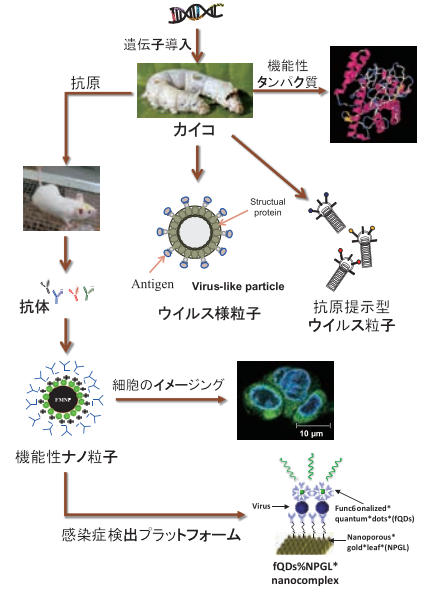 遺伝子導入
抗原
機能性
タンパク質
カイコ
Structual
protein
Antigen
Virus-like particle
ウイルス様粒子
抗原提示型
ウイルス粒子
抗体
FMNP
細胞のイメージング
10 μm
機能性ナノ粒子
Virus
Func6onalized*
quantum*dots*(fQDs)
感染症検出プラットフォーム
Nanoporous*
gold*leaf*(NPGL)
fQDs%NPGL*
nanocomplex